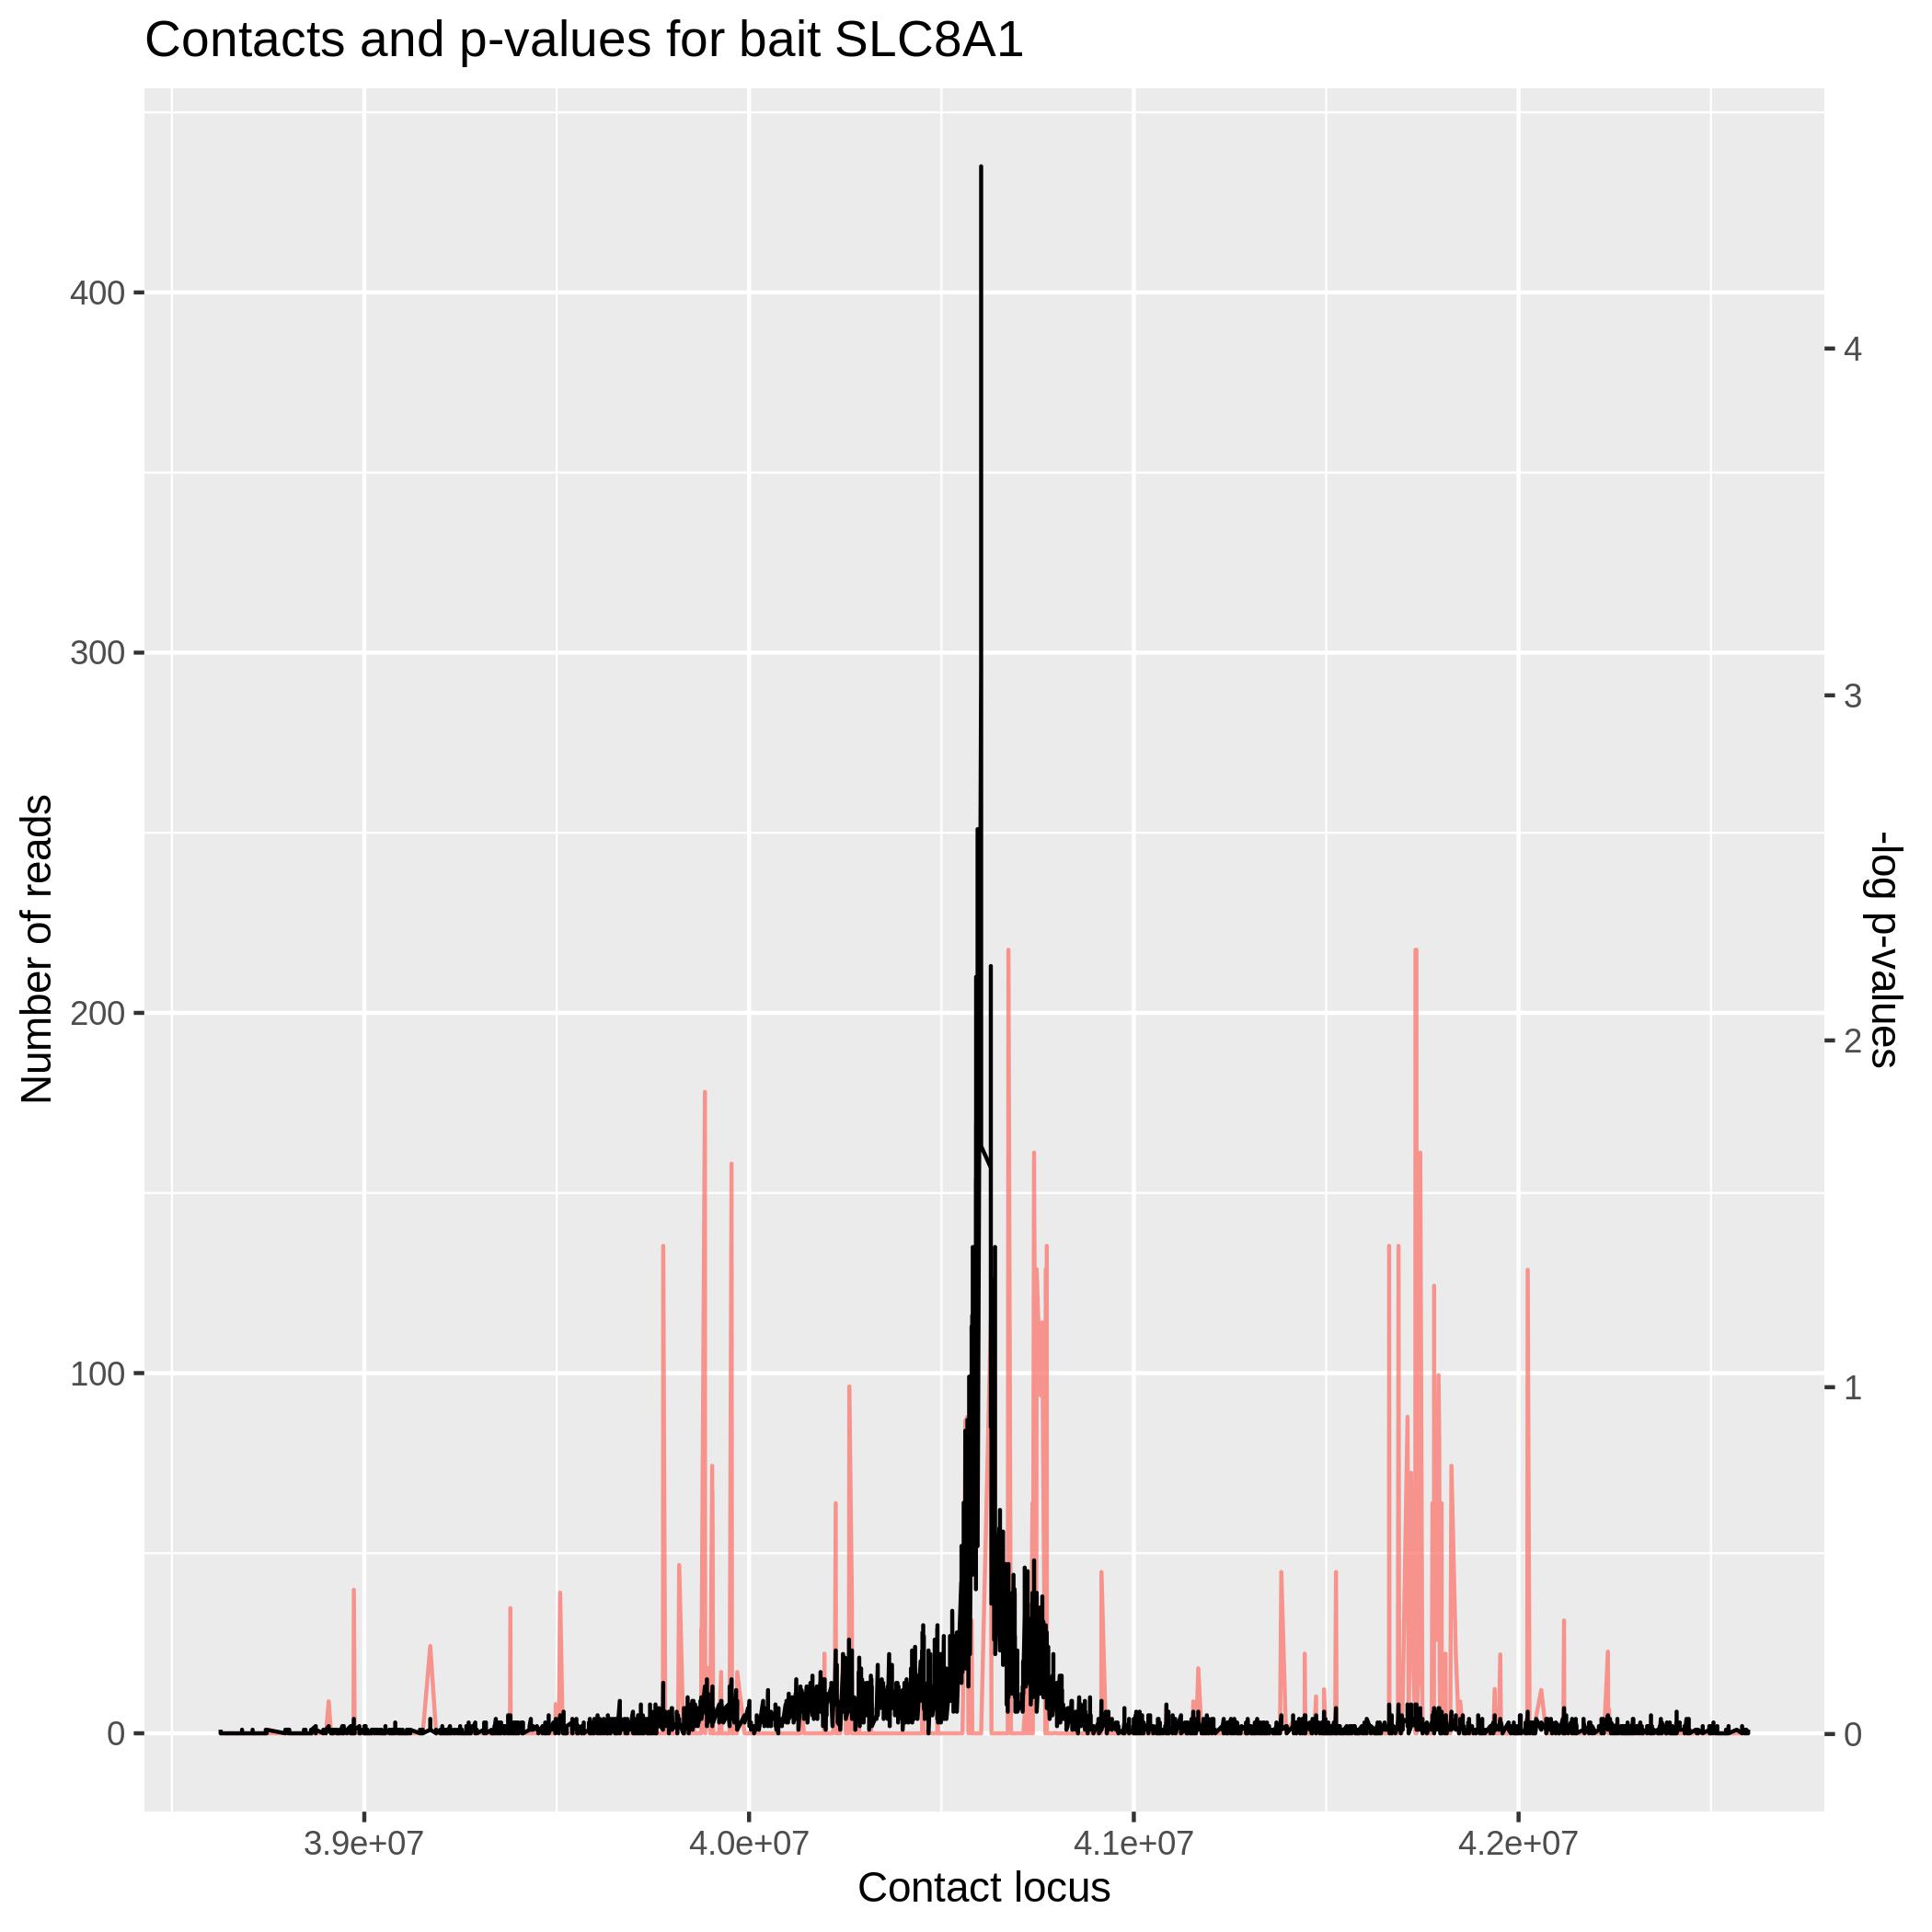 Contacts and p-values for bait SLC8A1
400
300
200
100
0
Number of reads
4
3
2
1
0
-log p-values
3.9e+07
4.0e+07
4.1e+07
4.2e+07
Contact locus